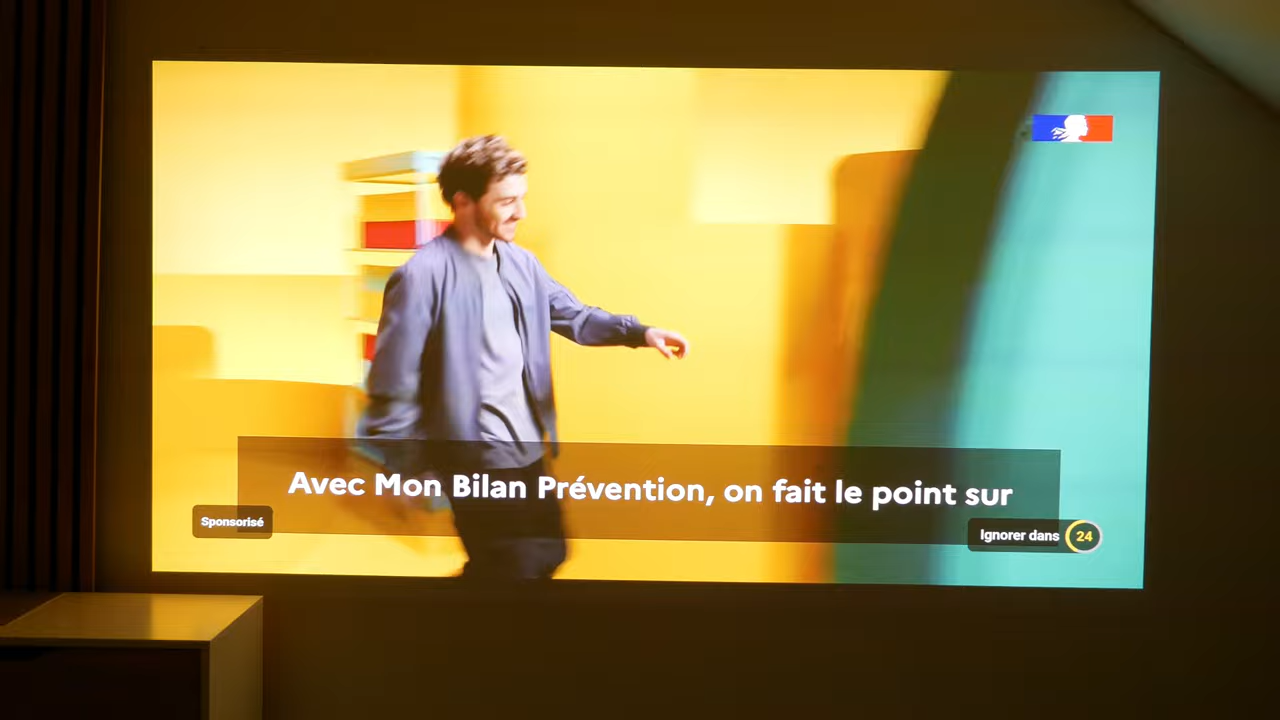 Avec Mon Bilan Prévention, on fait le point sur
Sponsorisé
Ignorer dans 24